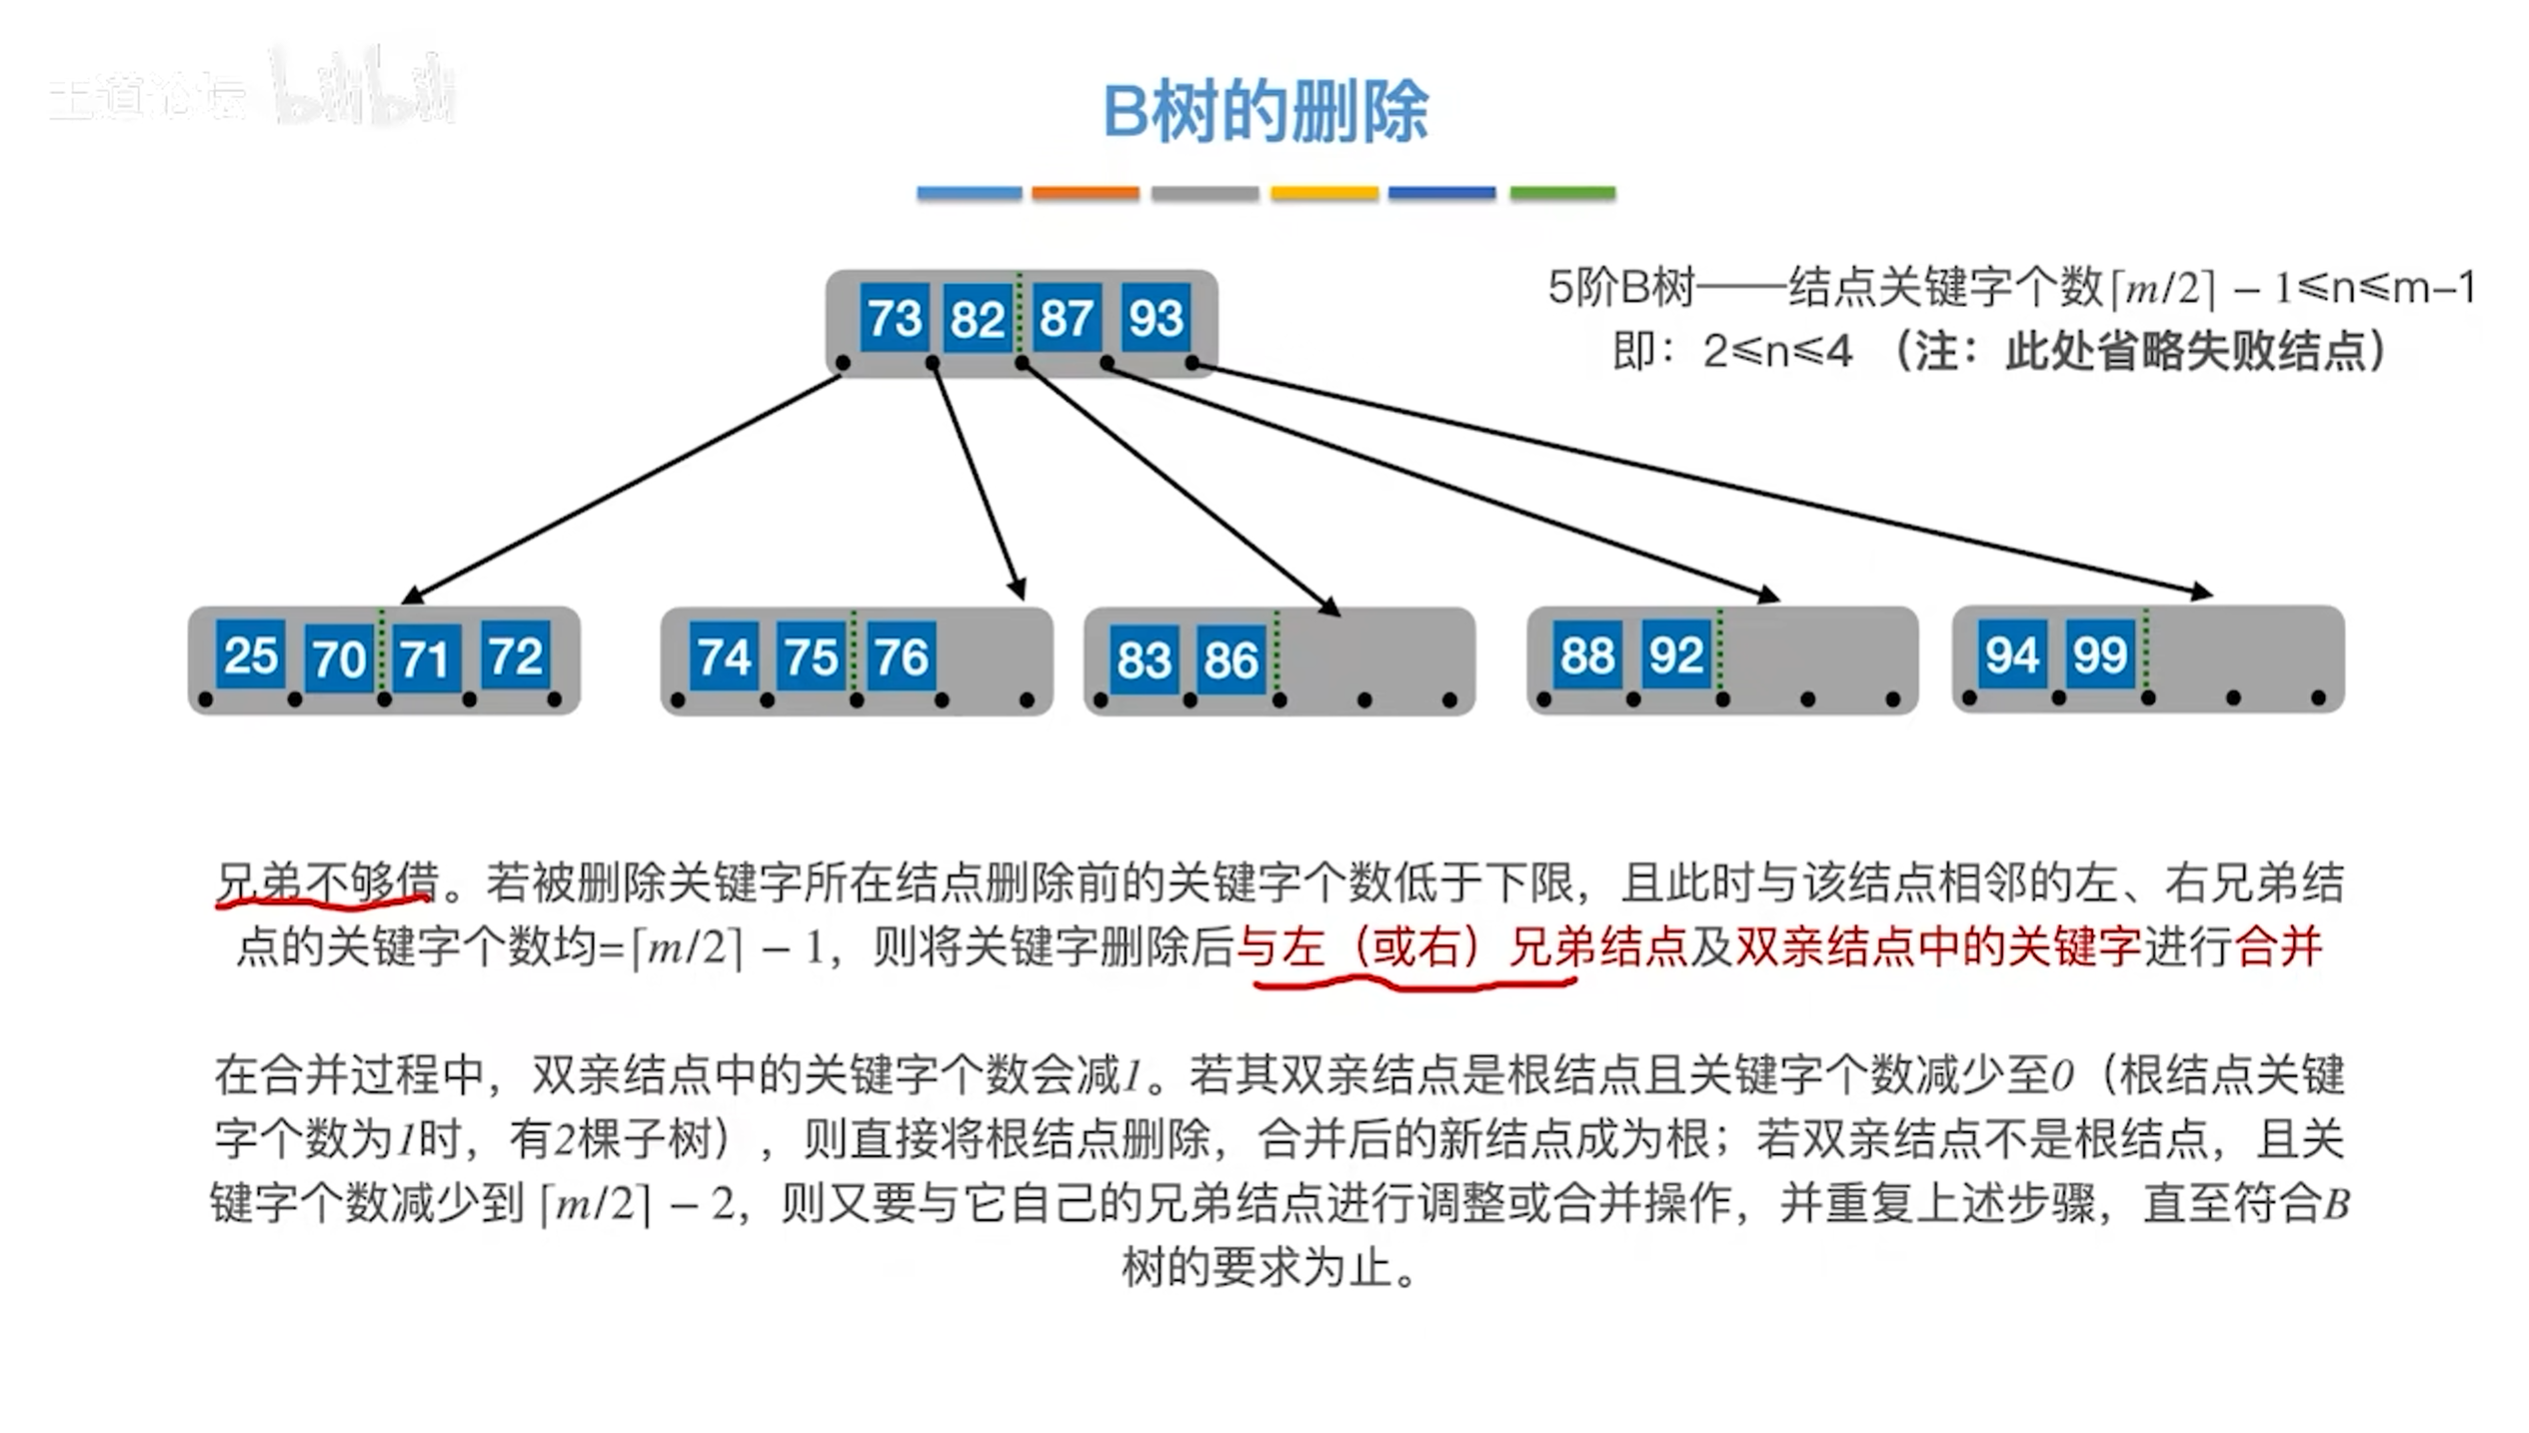 王道论坛 bilibili
B树的删除
73 82 87 93
5阶B树——结点关键字个数⌈m/2⌉ – 1≤n≤m–1
即：2≤n≤4 （注：此处省略失败结点）
25 70 71 72 74 75 76 83 86 88 92 94 99
兄弟不够借。若被删除关键字所在结点删除前的关键字个数低于下限，且此时与该结点相邻的左、右兄弟结
点的关键字个数均=⌈m/2⌉ – 1，则将关键字删除后与左（或右）兄弟结点及双亲结点中的关键字进行合并
在合并过程中，双亲结点中的关键字个数会减1。若其双亲结点是根结点且关键字个数减少至0（根结点关键
字个数为1时，有2棵子树），则直接将根结点删除，合并后的新结点成为根；若双亲结点不是根结点，且关
键字个数减少到 ⌈m/2⌉ – 2，则又要与它自己的兄弟结点进行调整或合并操作，并重复上述步骤，直至符合B
树的要求为止。